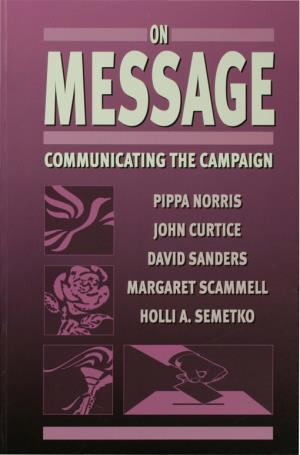 ON
MESSAGE
COMMUNICATING THE CAMPAIGN
PIPPA NORRIS
JOHN CURTICE
DAVID SANDERS
MARGARET SCAMMELL
HOLLI A. SEMETKO